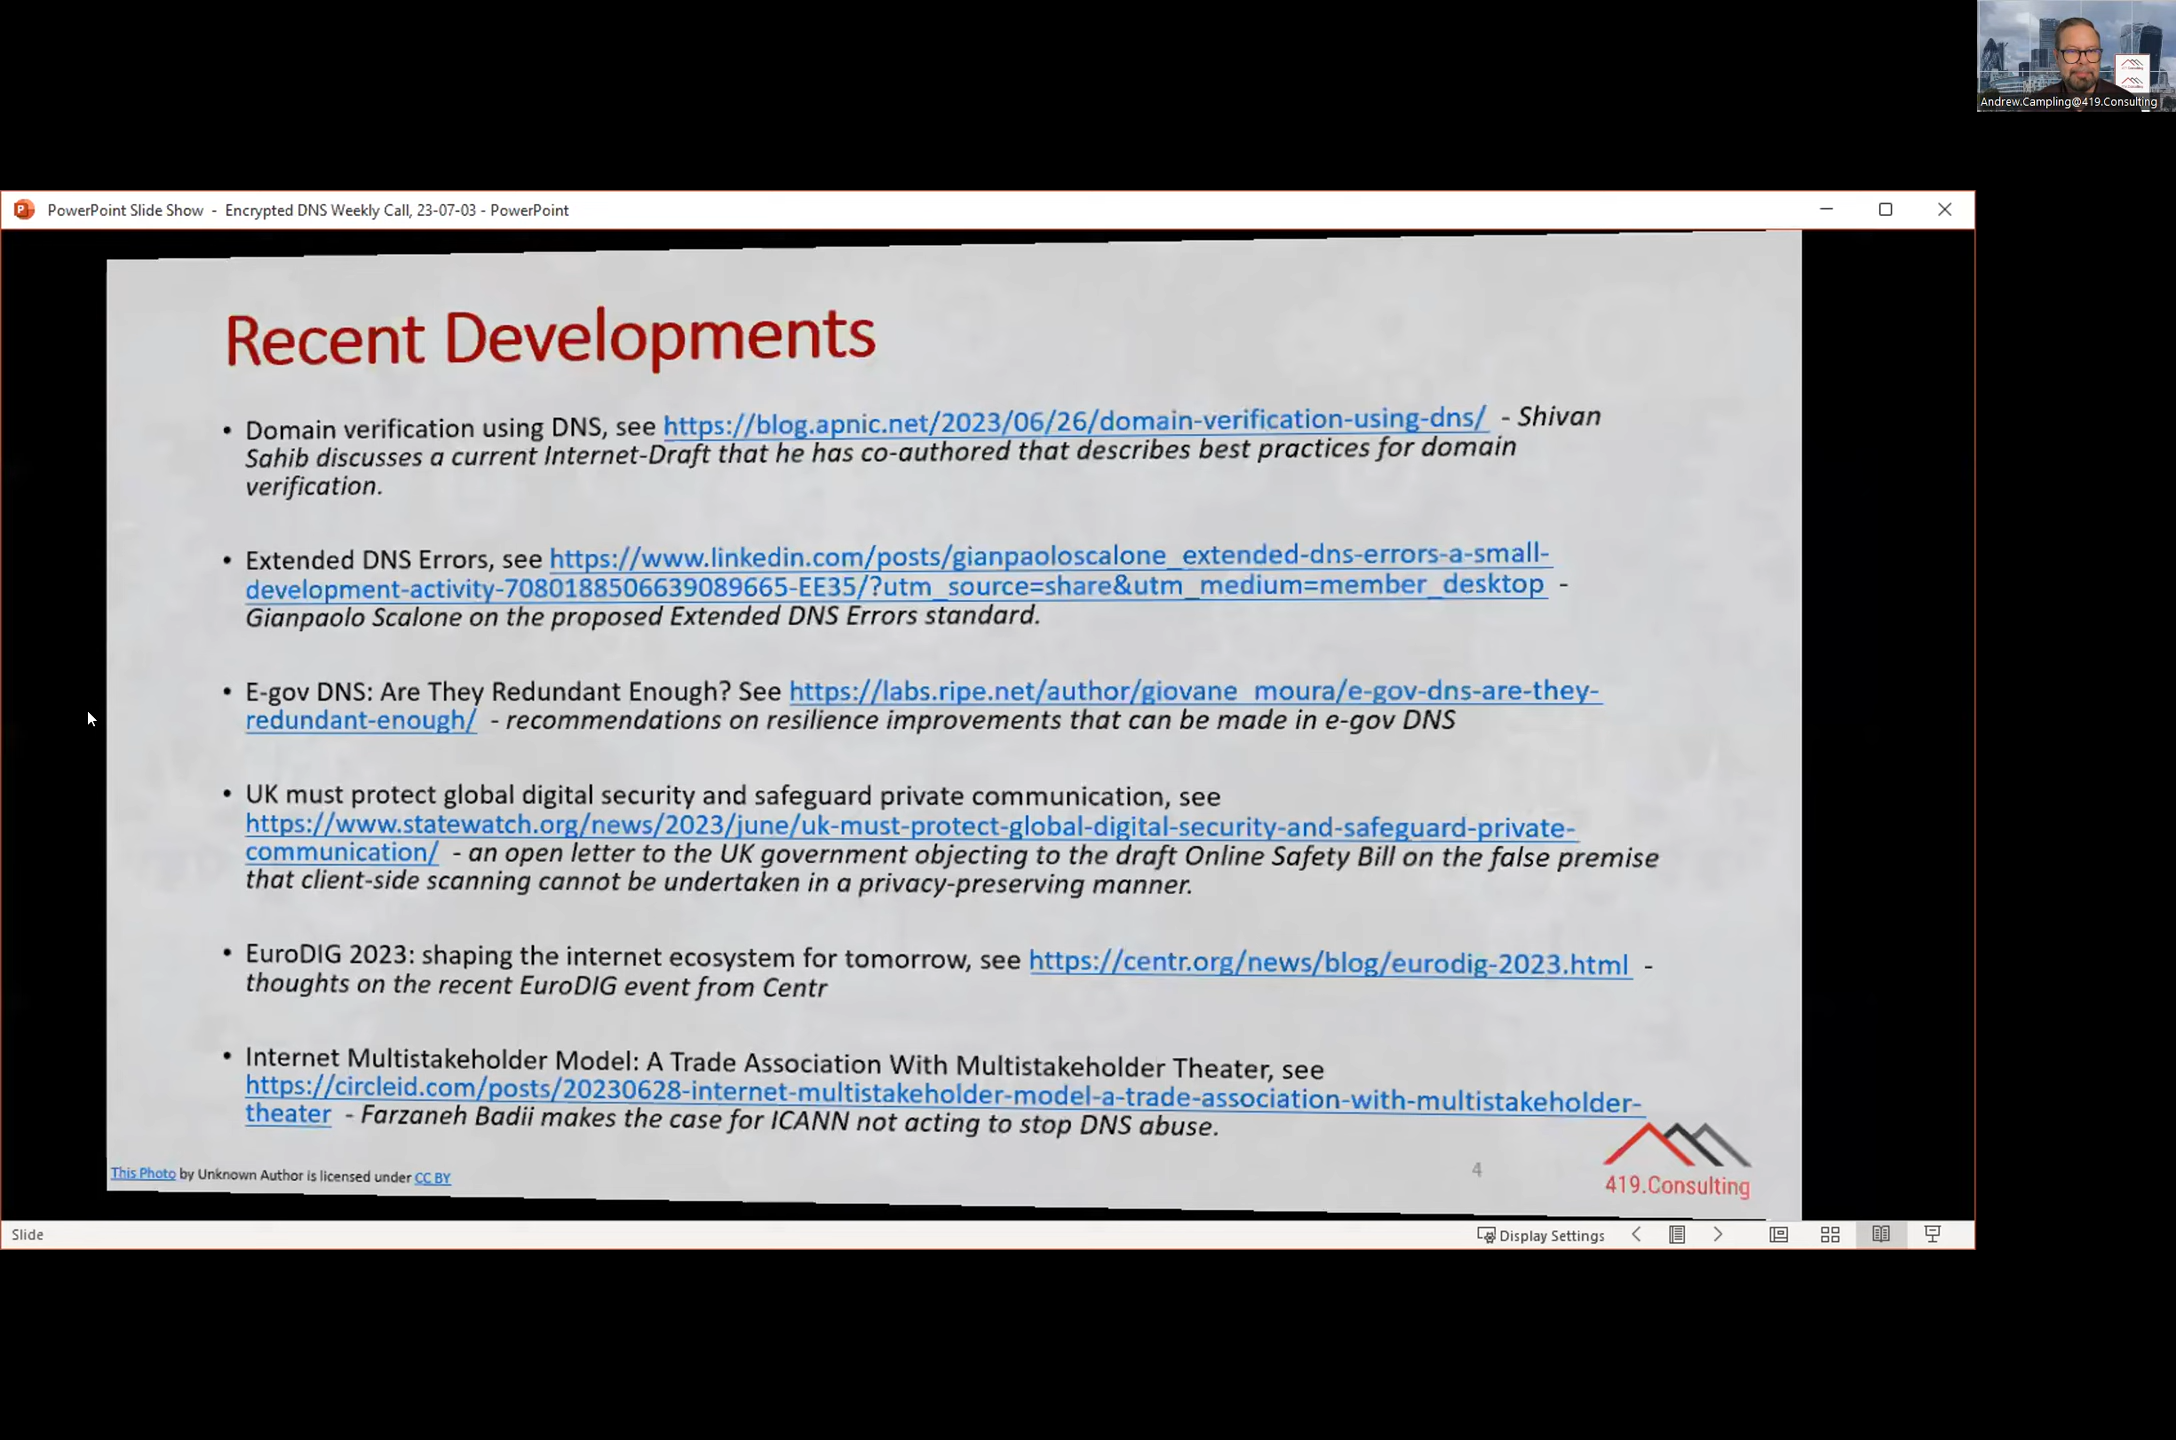 Andrew.Campling@419.Consulting
PowerPoint Slide Show - Encrypted DNS Weekly Call, 23-07-03 - PowerPoint
Recent Developments
• Domain verification using DNS, see https://blog.apnic.net/2023/06/26/domain-verification-using-dns/ - Shivan
Sahib discusses a current Internet-Draft that he has co-authored that describes best practices for domain
verification.
• Extended DNS Errors, see https://www.linkedin.com/posts/gianpaoloscalone_extended-dns-errors-a-small-
development-activity-7080188506639089665-EE35/?utm_source=share&utm_medium=member_desktop -
Gianpaolo Scalone on the proposed Extended DNS Errors standard.
• E-gov DNS: Are They Redundant Enough? See https://labs.ripe.net/author/giovane_moura/e-gov-dns-are-they-
redundant-enough/ - recommendations on resilience improvements that can be made in e-gov DNS
• UK must protect global digital security and safeguard private communication, see
https://www.statewatch.org/news/2023/june/uk-must-protect-global-digital-security-and-safeguard-private-
communication/ - an open letter to the UK government objecting to the draft Online Safety Bill on the false premise
that client-side scanning cannot be undertaken in a privacy-preserving manner.
• EuroDIG 2023: shaping the internet ecosystem for tomorrow, see https://centr.org/news/blog/eurodig-2023.html -
thoughts on the recent EuroDIG event from Centr
• Internet Multistakeholder Model: A Trade Association With Multistakeholder Theater, see
https://circleid.com/posts/20230628-internet-multistakeholder-model-a-trade-association-with-multistakeholder-
theater - Farzaneh Badii makes the case for ICANN not acting to stop DNS abuse.
This Photo by Unknown Author is licensed under CC BY
4
419.Consulting
Slide
Display Settings